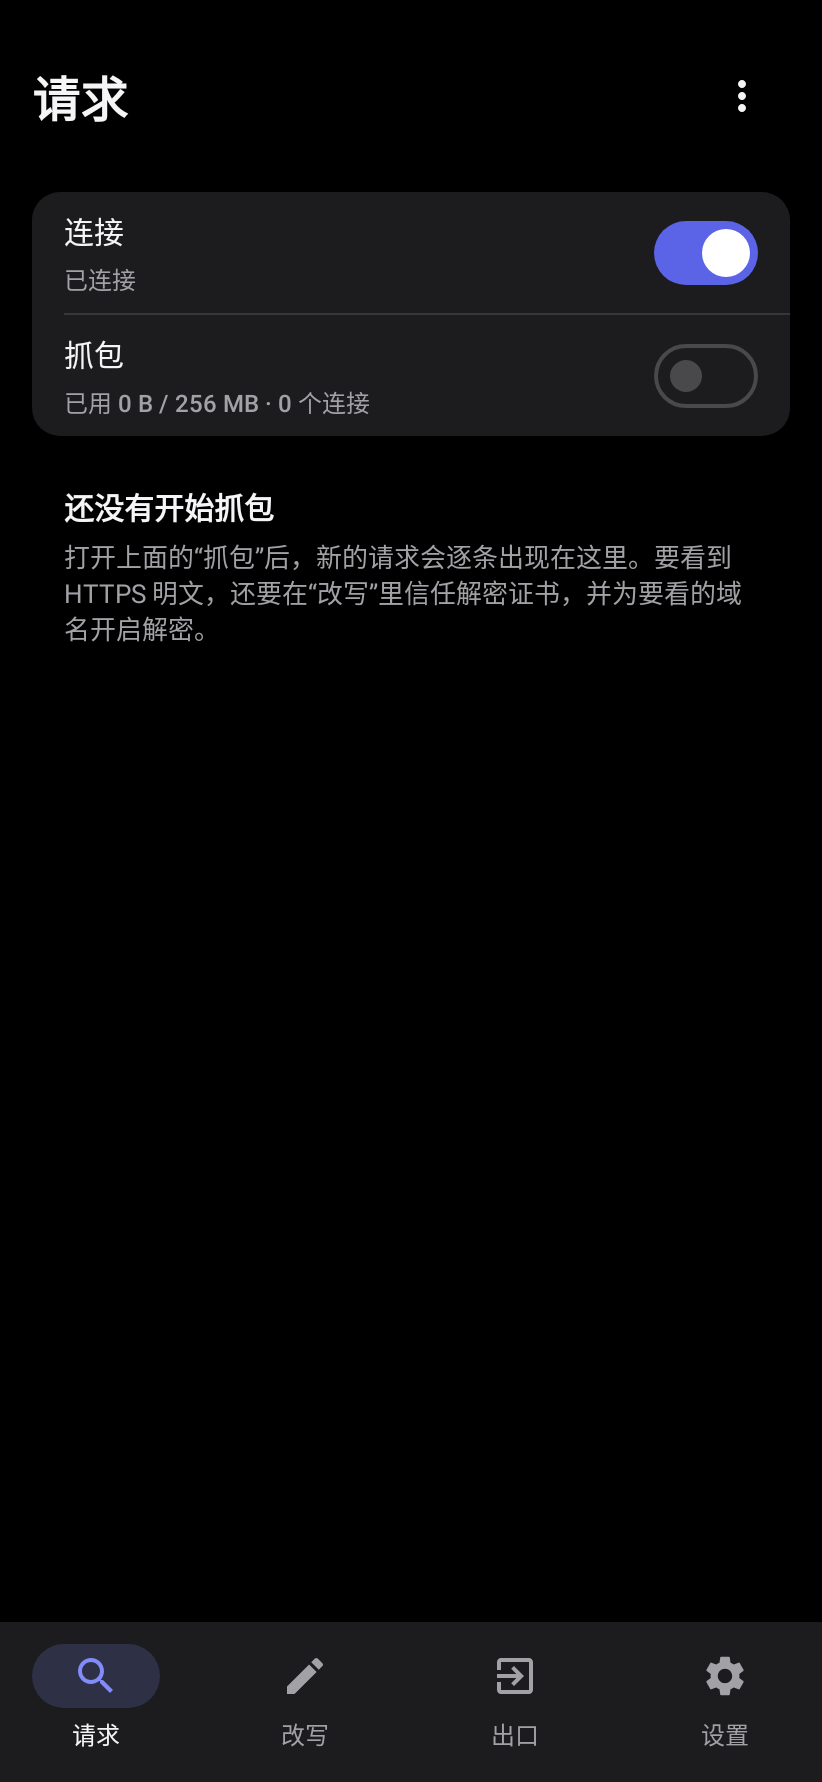 请求
连接
已连接
抓包
已用 0 B / 256 MB · 0 个连接
还没有开始抓包
打开上面的“抓包”后，新的请求会逐条出现在这里。要看到
HTTPS 明文，还要在“改写”里信任解密证书，并为要看的域
名开启解密。
请求
改写
出口
设置